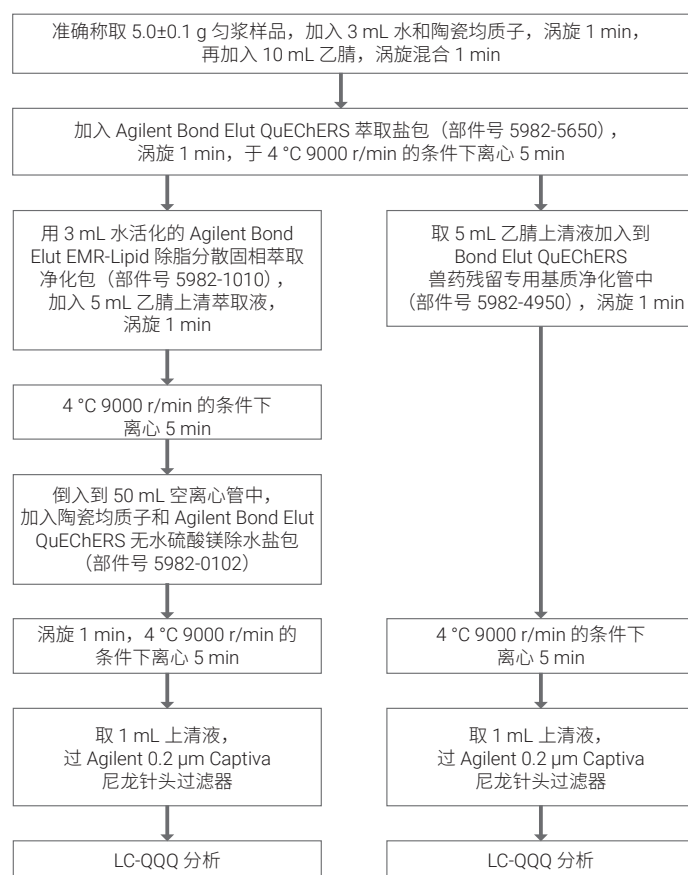 准确称取 5.0±0.1 g 匀浆样品，加入 3 mL 水和陶瓷均质子，涡旋 1 min，
再加入 10 mL 乙腈，涡旋混合 1 min
加入 Agilent Bond Elut QuEChERS 萃取盐包（部件号 5982-5650），
涡旋 1 min，于 4 °C 9000 r/min 的条件下离心 5 min
用 3 mL 水活化的 Agilent Bond
Elut EMR-Lipid 除脂分散固相萃取
净化包（部件号 5982-1010），
加入 5 mL 乙腈上清萃取液，
涡旋 1 min
4 °C 9000 r/min 的条件下
离心 5 min
倒入到 50 mL 空离心管中，
加入陶瓷均质子和 Agilent Bond Elut
QuEChERS 无水硫酸镁除水盐包
（部件号 5982-0102）
涡旋 1 min，4 °C 9000 r/min 的
条件下离心 5 min
取 1 mL 上清液，
过 Agilent 0.2 µm Captiva
尼龙针头过滤器
LC-QQQ 分析
取 5 mL 乙腈上清液加入到
Bond Elut QuEChERS
兽药残留专用基质净化管中
（部件号 5982-4950），涡旋 1 min
4 °C 9000 r/min 的条件下
离心 5 min
取 1 mL 上清液，
过 Agilent 0.2 µm Captiva
尼龙针头过滤器
LC-QQQ 分析